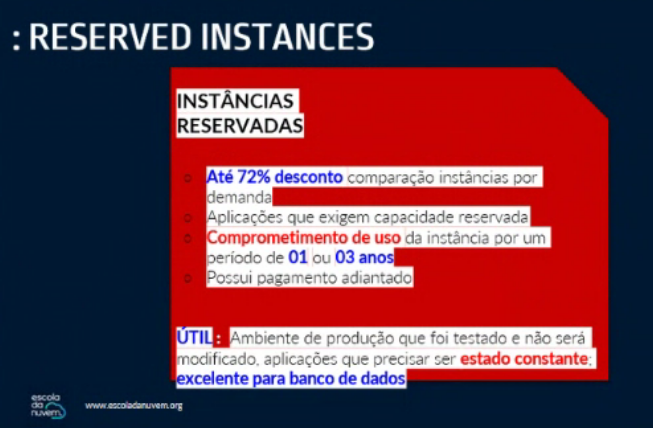 : RESERVED INSTANCES
INSTÂNCIAS
RESERVADAS
Até 72% desconto comparação instâncias por
demanda
Aplicações que exigem capacidade reservada
Comprometimento de uso da instância por um
período de 01 ou 03 anos
Possui pagamento adiantado
ÚTIL : Ambiente de produção que foi testado e não será
modificado, aplicações que precisar ser estado constante;
excelente para banco de dados
escola
da
nuvem
www.escoladanuvem.org